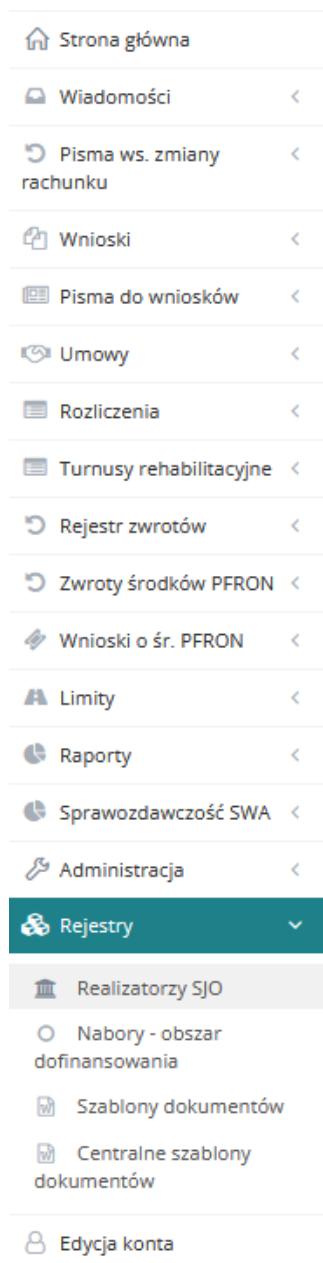 Strona główna
Wiadomości
Pisma ws. zmiany
rachunku
Wnioski
Pisma do wniosków
Umowy
Rozliczenia
Turnusy rehabilitacyjne
Rejestr zwrotów
Zwroty środków PFRON
Wnioski o śr. PFRON
Limity
Raporty
Sprawozdawczość SWA
Administracja
Rejestry
Realizatorzy SJO
Nabory - obszar
dofinansowania
Szablony dokumentów
Centralne szablony
dokumentów
Edycja konta